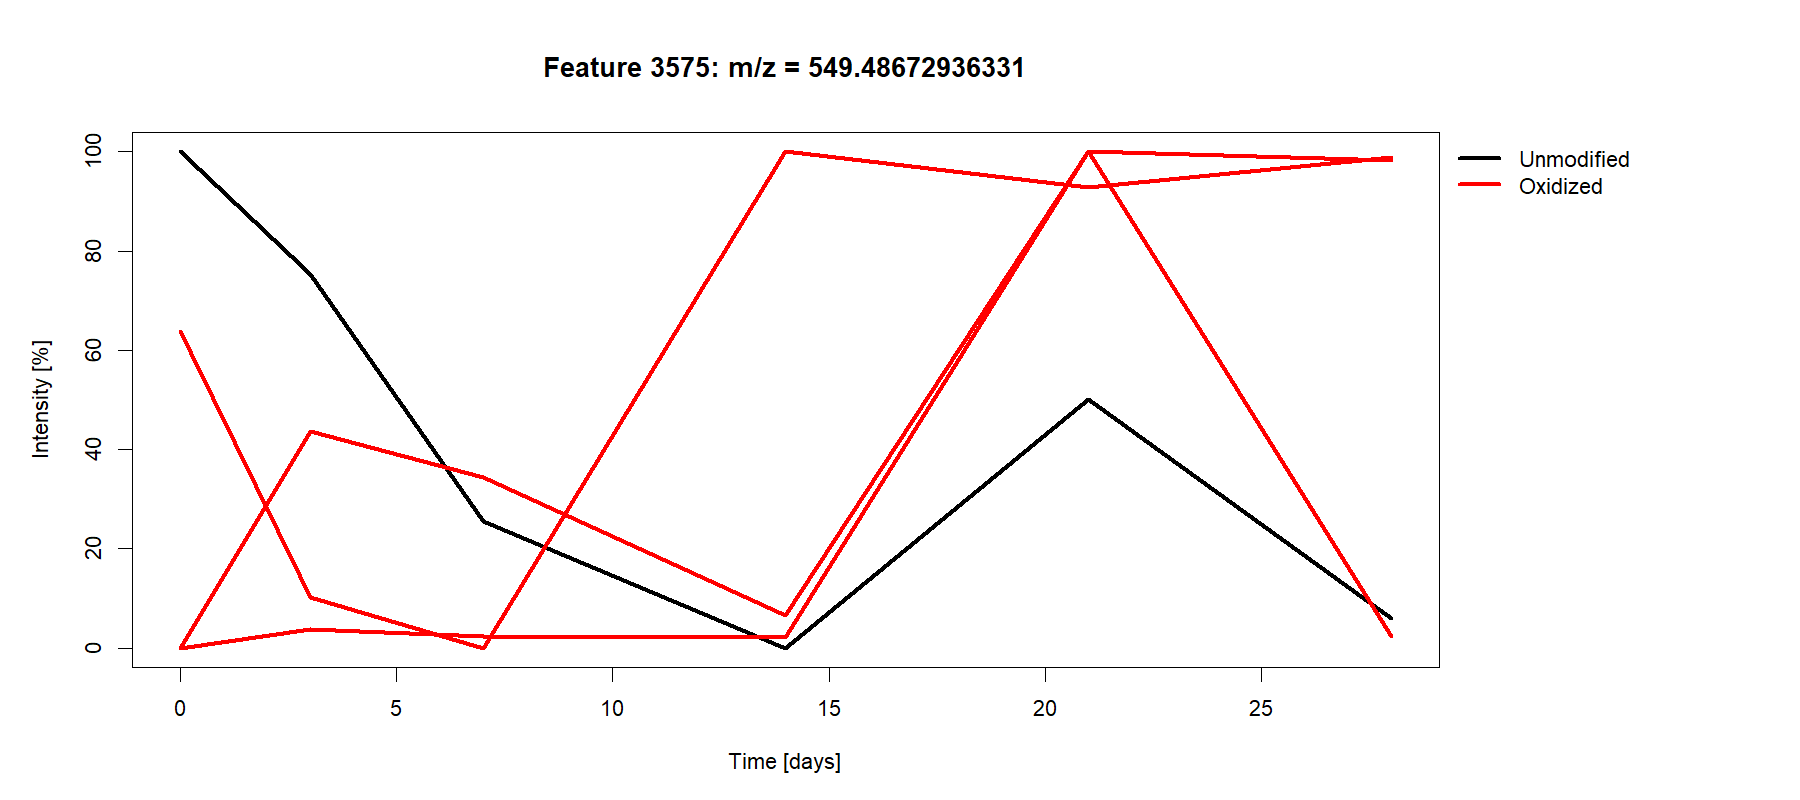 Feature 3575: m/z = 549.48672936331
Unmodified
Oxidized
Intensity [%]
100
80
60
40
20
0
0 5 10 15 20 25
Time [days]